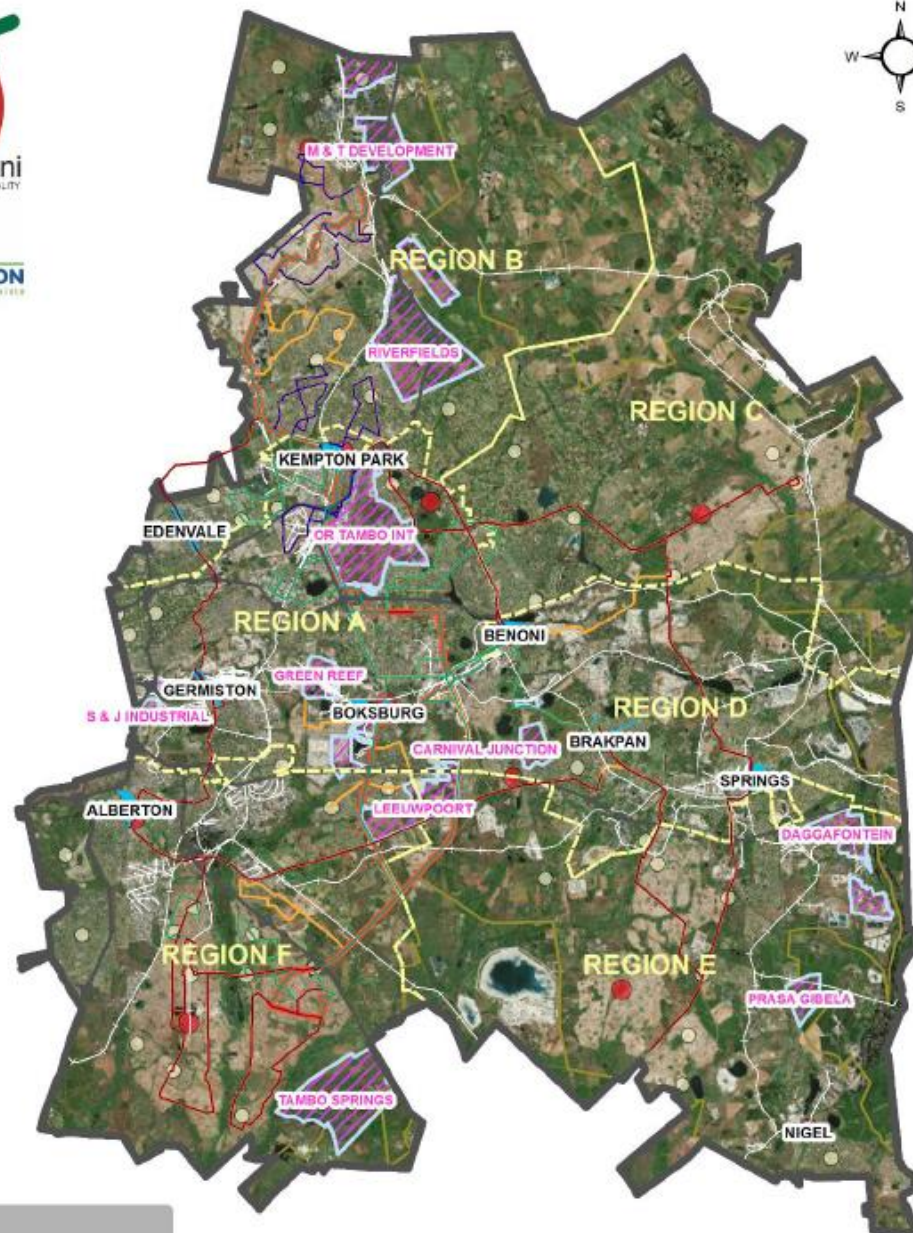 N
W
S
ni
LITY
ON
M & T DEVELOPMENT
REGION B
RIVERFIELDS
REGION C
KEMPTON PARK
EDENVALE
OR TAMBO INT
REGION A
BENONI
GREEN REEF
GERMISTON
S & J INDUSTRIAL
BOKSBURG
REGION D
CARNIVAL JUNCTION
BRAKPAN
SPRINGS
ALBERTON
LEEUWPOORT
DAGGAFONTEIN
REGION F
REGION E
PRASA GIBELA
TAMBO SPRINGS
NIGEL